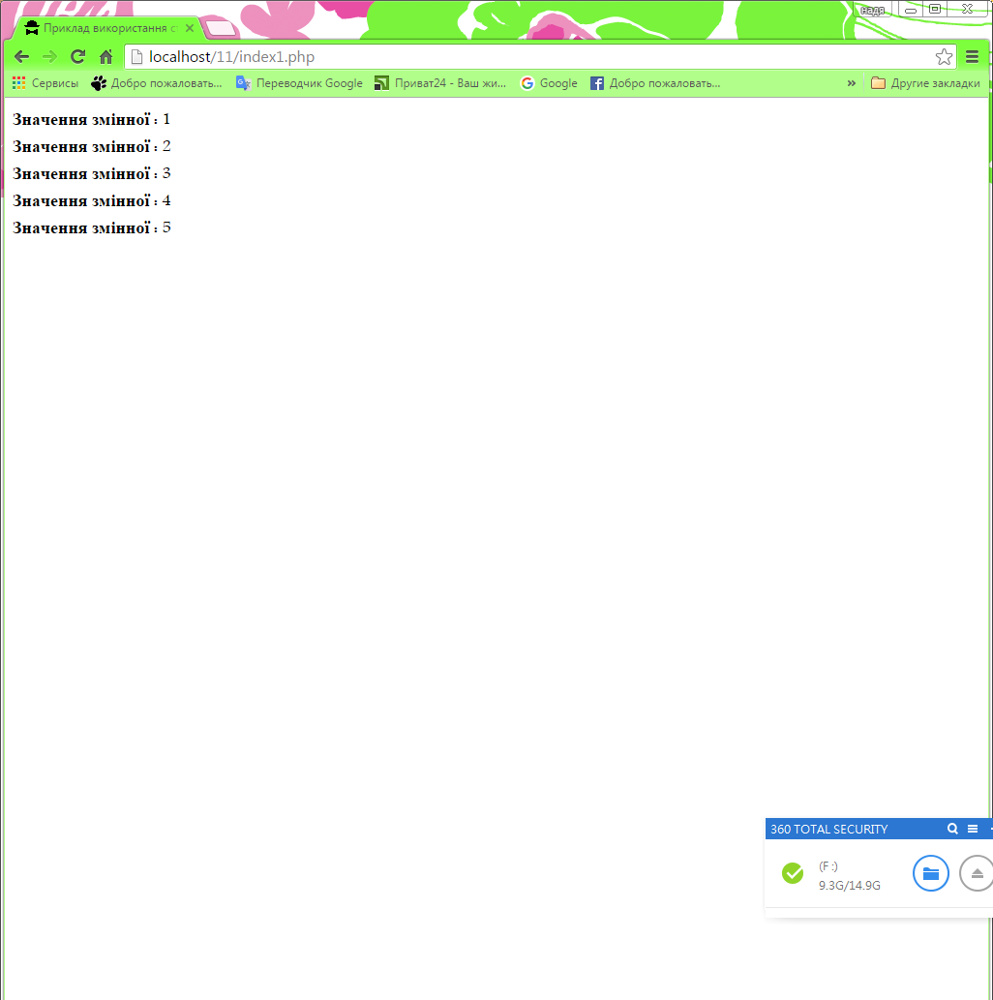 надя
Приклад використання
localhost/11/index1.php
Сервисы Добро пожаловать... Переводчик Google Приват24 - Ваш жи... Google Добро пожаловать... » Другие закладки
Значення змінної : 1
Значення змінної : 2
Значення змінної : 3
Значення змінної : 4
Значення змінної : 5
360 TOTAL SECURITY
(F:)
9.3G/14.9G